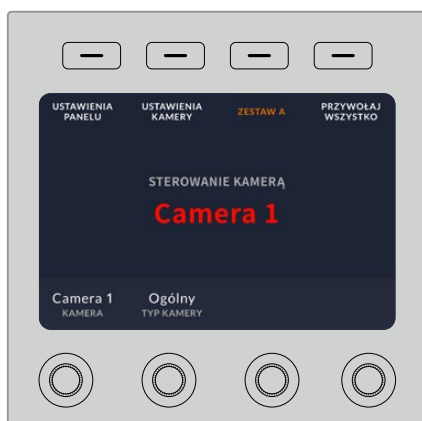 USTAWIENIA PANELU
USTAWIENIA KAMERY
ZESTAW A
PRZYWOŁAJ WSZYSTKO
STEROWANIE KAMERĄ
Camera 1
Camera 1
KAMERA
Ogólny
TYP KAMERY